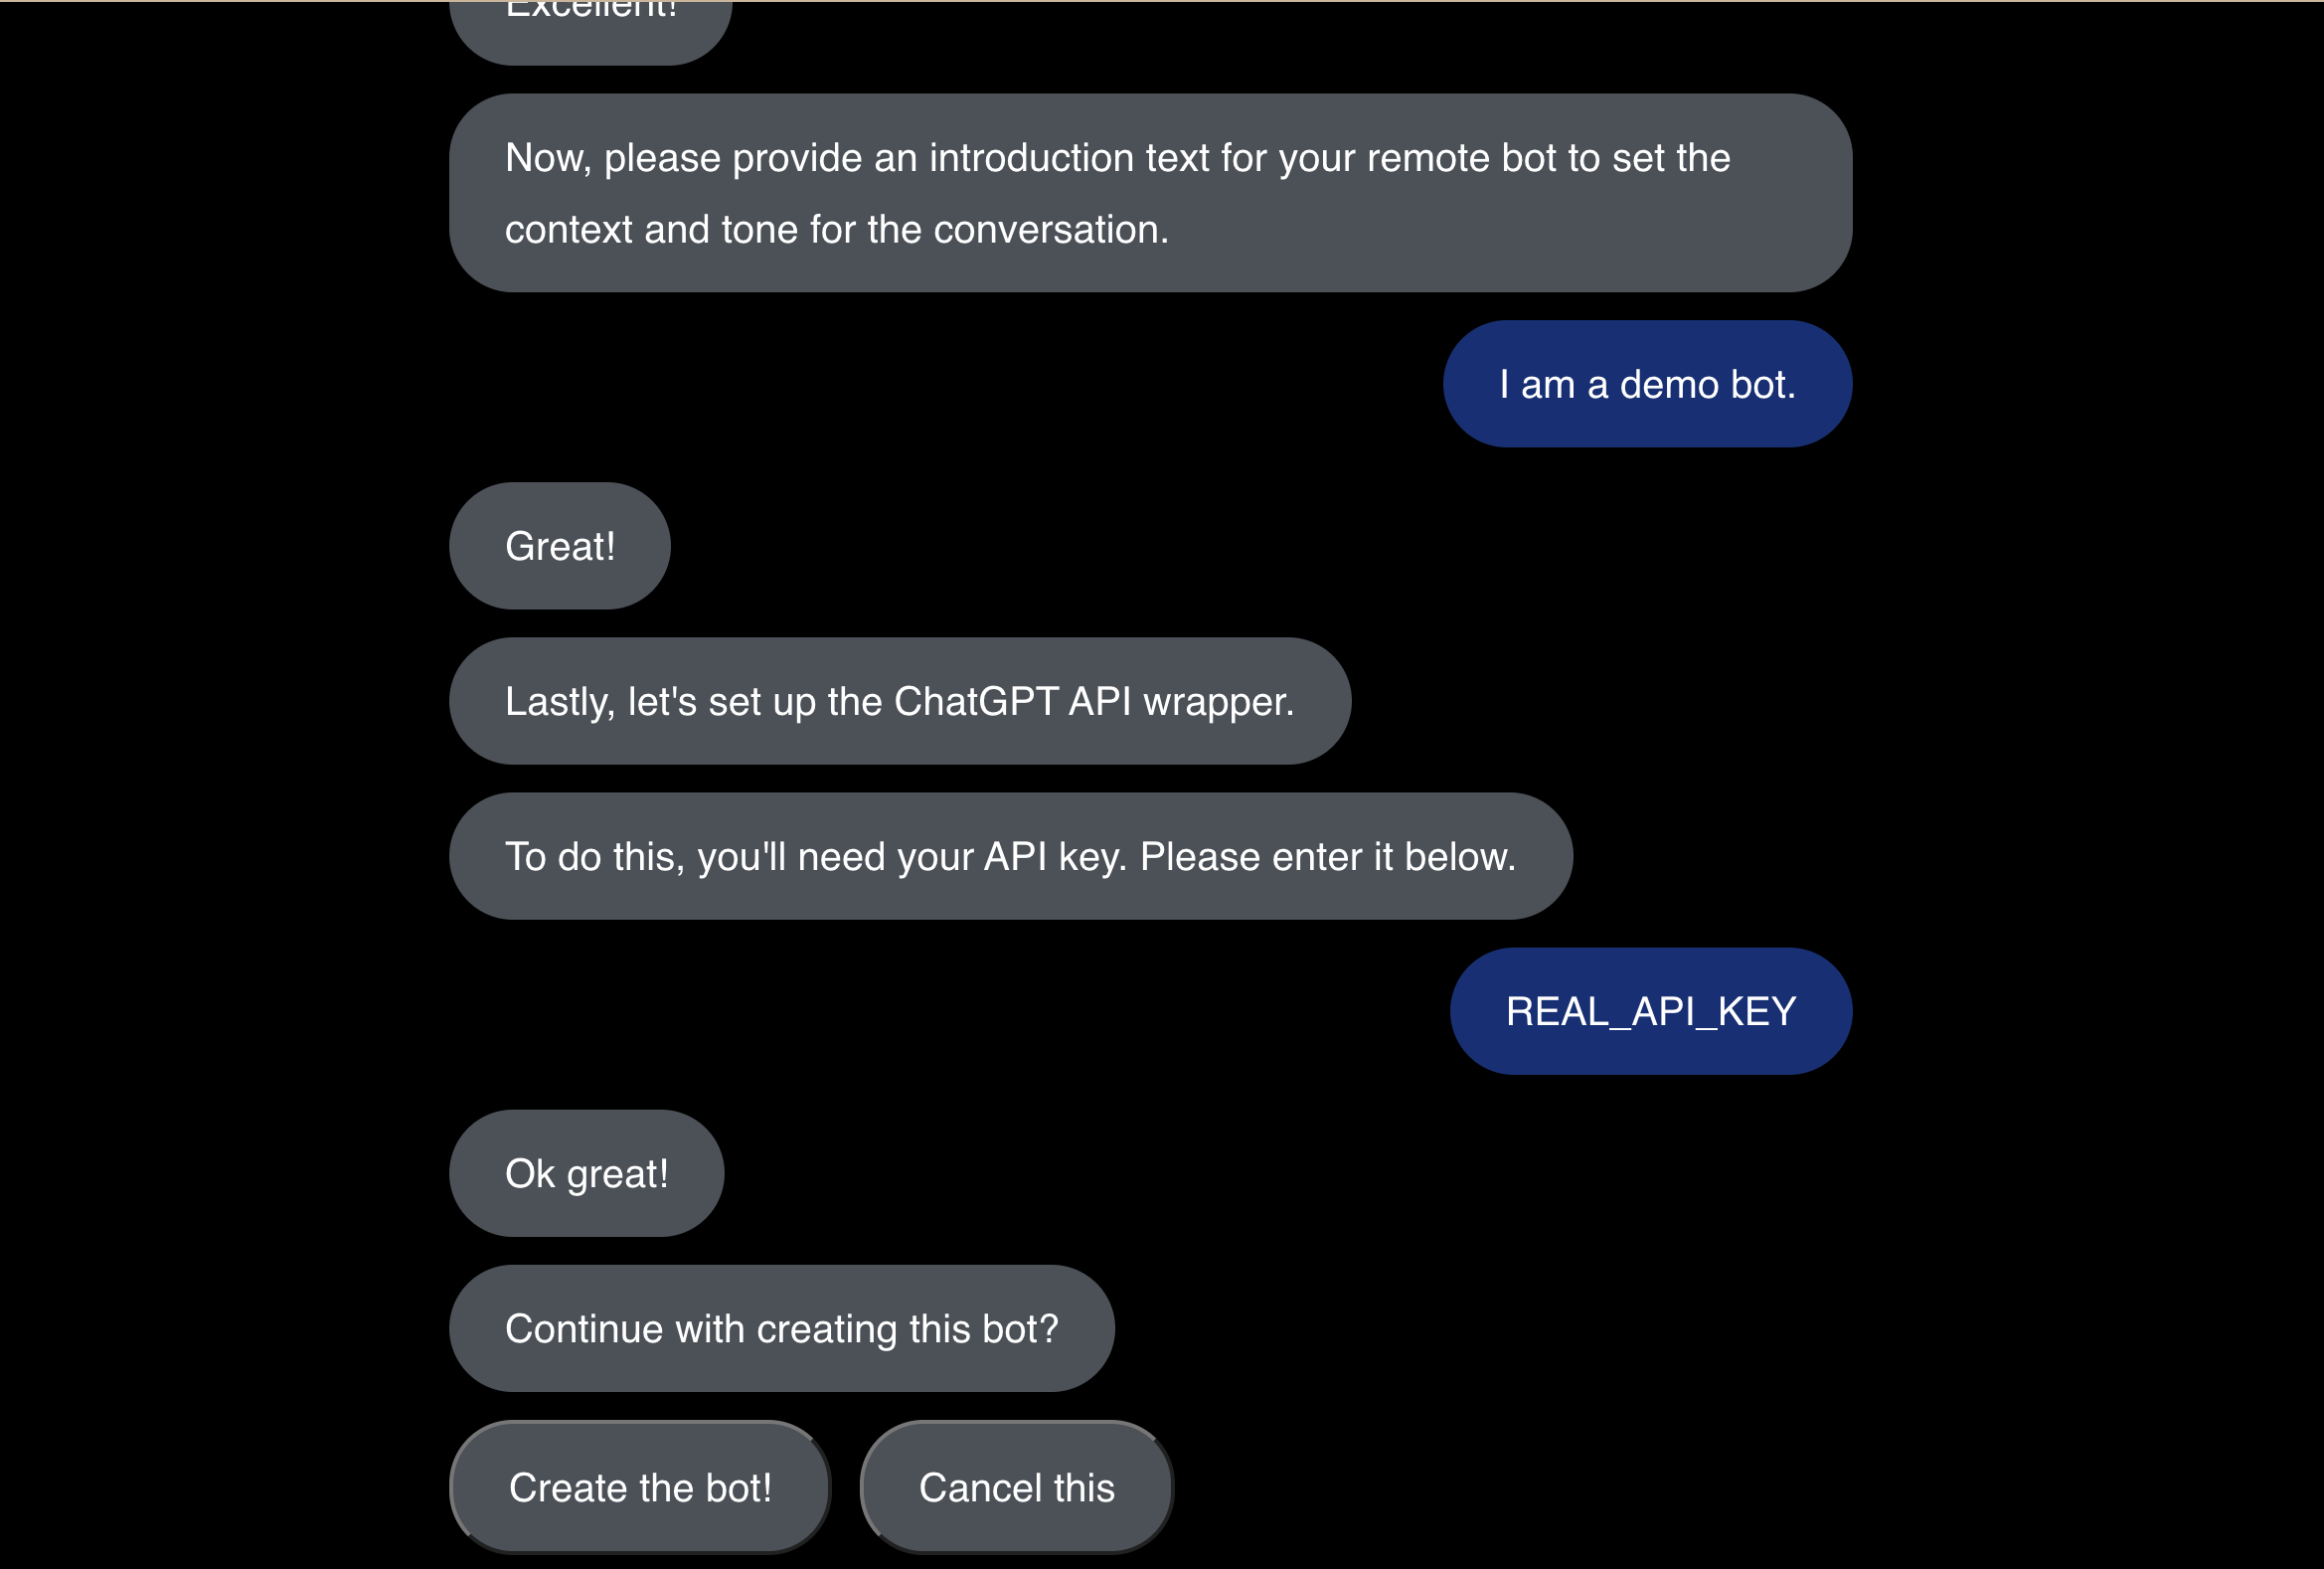 Excellent!
Now, please provide an introduction text for your remote bot to set the
context and tone for the conversation.
I am a demo bot.
Great!
Lastly, let's set up the ChatGPT API wrapper.
To do this, you'll need your API key. Please enter it below.
REAL_API_KEY
Ok great!
Continue with creating this bot?
Create the bot!
Cancel this